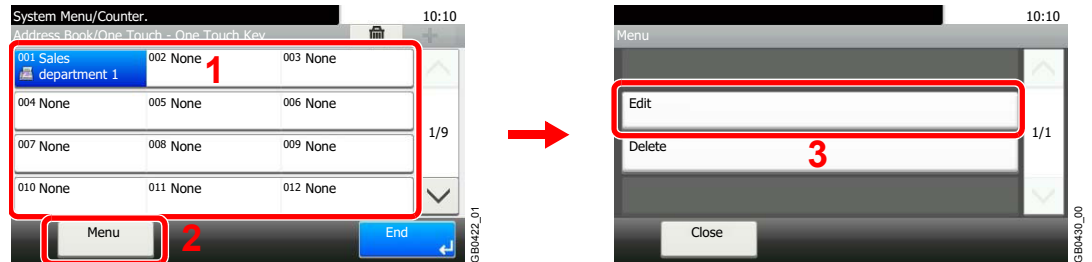 System Menu/Counter.
10:10
Address Book/One Touch - One Touch Key
001 Sales
department 1
002 None
003 None
1
004 None
005 None
006 None
1/9
007 None
008 None
009 None
010 None
011 None
012 None
Menu
2
End
GB0422_01
10:10
Menu
Edit
1/1
Delete
3
Close
GB0430_00